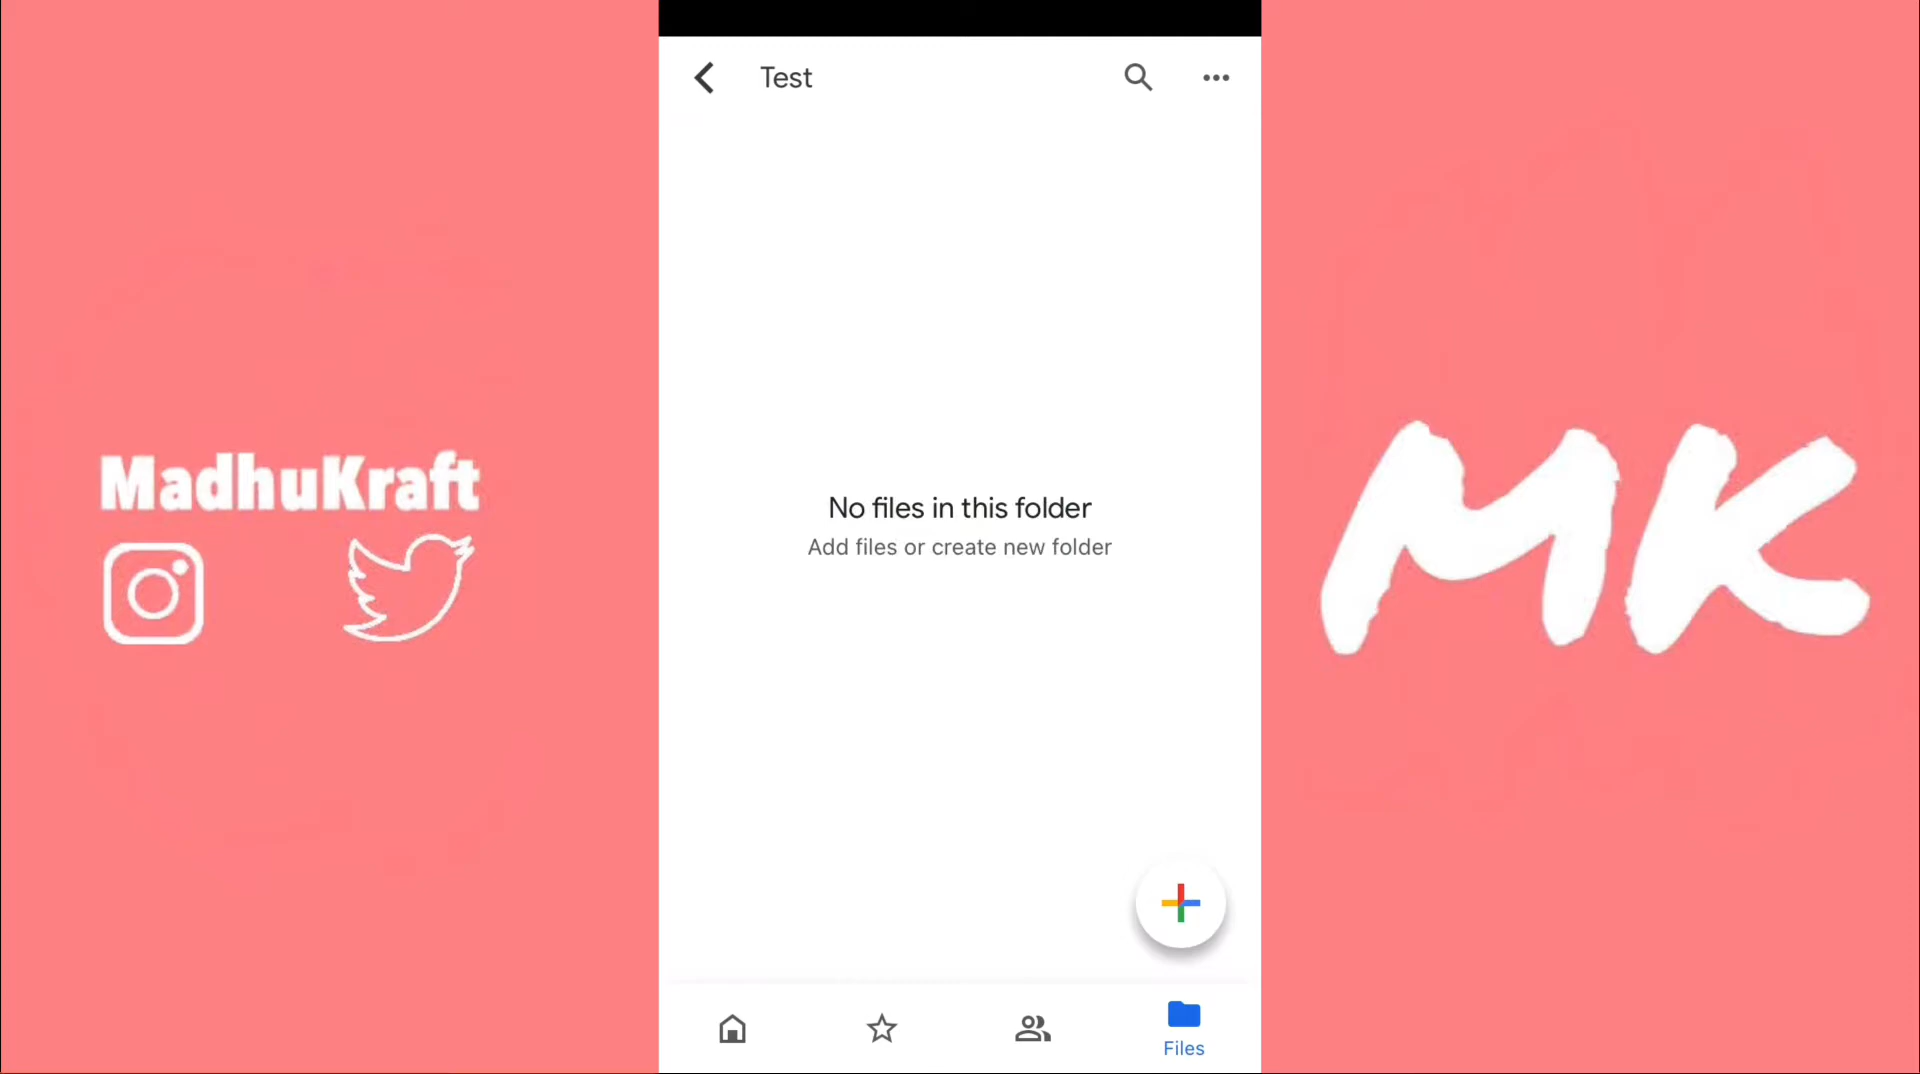 Test
MadhuKraft
No files in this folder
Add files or create new folder
MK
Files